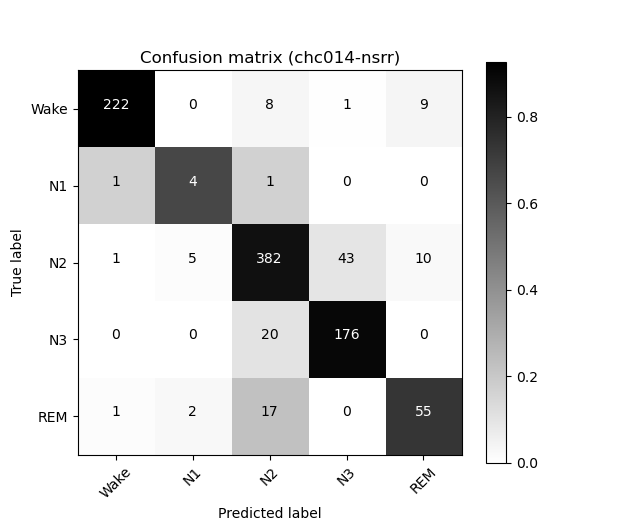 Confusion matrix (chc014-nsrr)
True label
Wake 222 0 8 1 9
N1 1 4 1 0 0
N2 1 5 382 43 10
N3 0 0 20 176 0
REM 1 2 17 0 55
Wake N1 N2 N3 REM
Predicted label
0.8
0.6
0.4
0.2
0.0